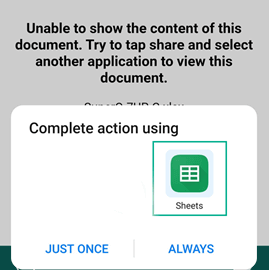 Unable to show the content of this
document. Try to tap share and select
another application to view this
document.
Complete action using
Sheets
JUST ONCE
ALWAYS